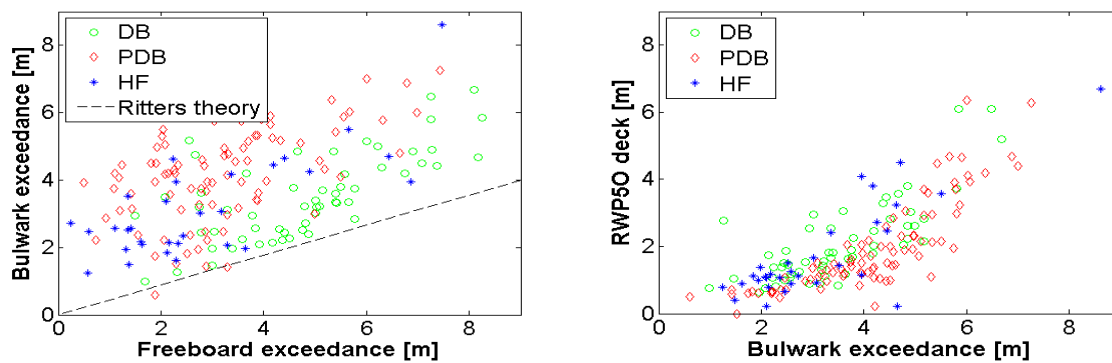 Bulwark exceedance [m]
8
6
4
2
0
DB
PDB
HF
Ritters theory
0 2 4 6 8
Freeboard exceedance [m]
RWP5O deck [m]
8
6
4
2
0
DB
PDB
HF
0 2 4 6 8
Bulwark exceedance [m]